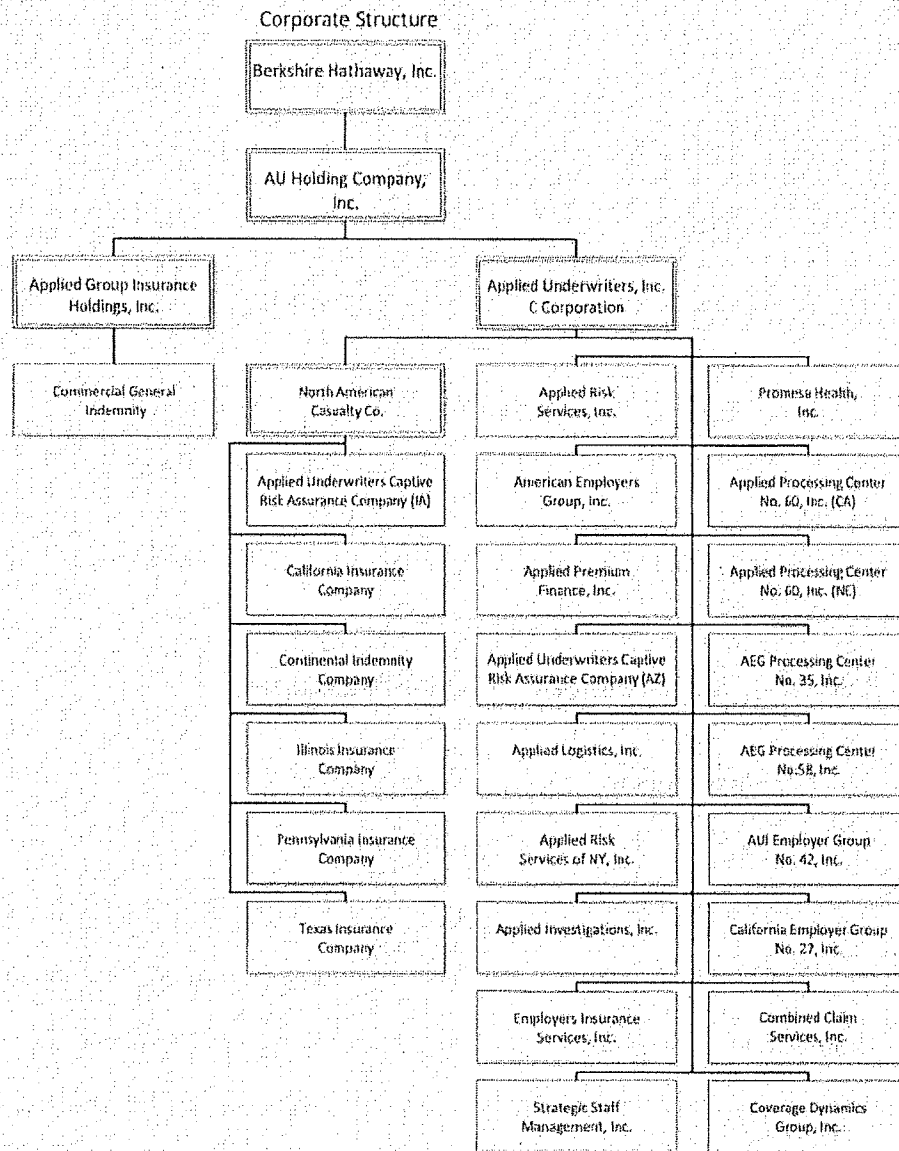 Corporate Structure
Berkshire Hathaway, Inc.
AU Holding Company,
Inc.
Applied Group Insurance
Holdings, Inc.
Applied Underwriters, Inc.
C Corporation
Commercial General
Indemnity
North American
Casualty Co.
Applied Risk
Services, Inc.
Promesa Health,
Inc.
Applied Underwriters Captive
Risk Assurance Company (IA)
American Employers
Group, Inc.
Applied Processing Center
No. 60, Inc. (CA)
California Insurance
Company
Applied Premium
Finance, Inc.
Applied Processing Center
No. 60, Inc. (NE)
Continental Indemnity
Company
Applied Underwriters Captive
Risk Assurance Company (AZ)
AEG Processing Center
No. 35, Inc.
Illinois Insurance
Company
Applied Logistics, Inc.
AEG Processing Center
No.58, Inc.
Pennsylvania Insurance
Company
Applied Risk
Services of NY, Inc.
AUI Employer Group
No. 42, Inc.
Texas Insurance
Company
Applied Investigations, Inc.
California Employer Group
No. 27, Inc.
Employers Insurance
Services, Inc.
Combined Claim
Services, Inc.
Strategic Staff
Management, Inc.
Coverage Dynamics
Group, Inc.